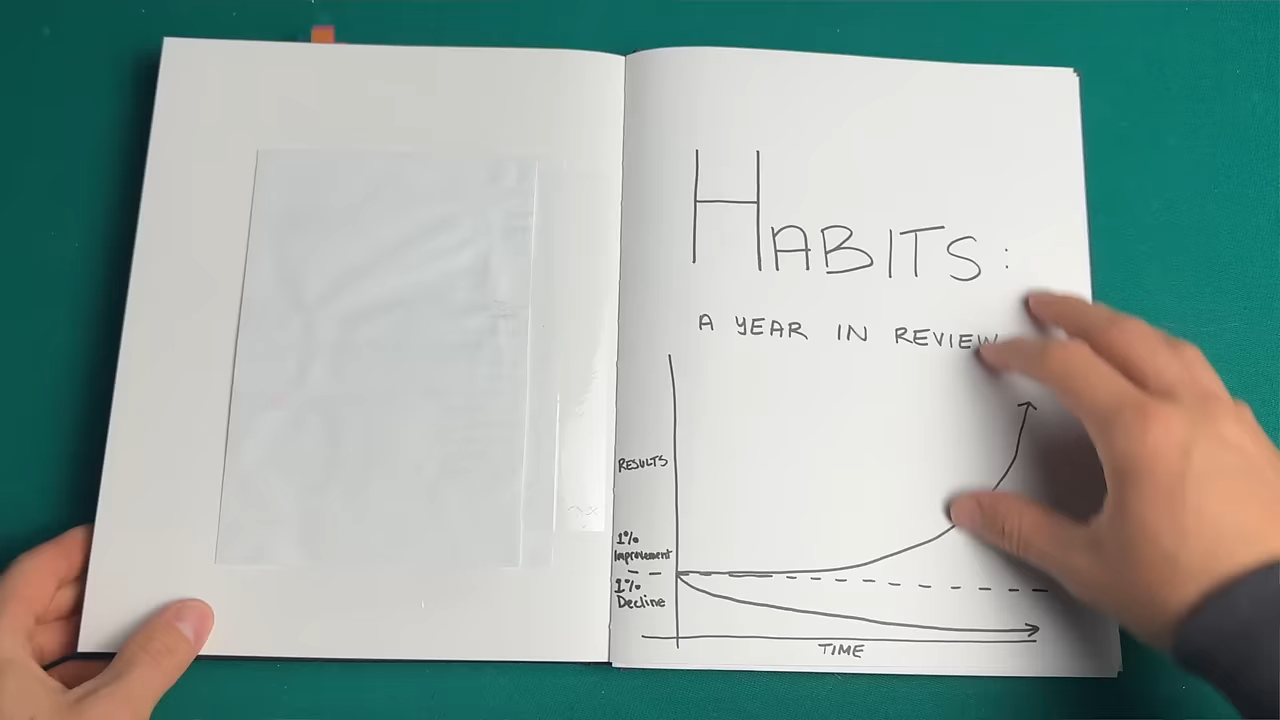 HABITS:
A YEAR IN REVIEW
RESULTS
1%
Improvement
1%
Decline
TIME